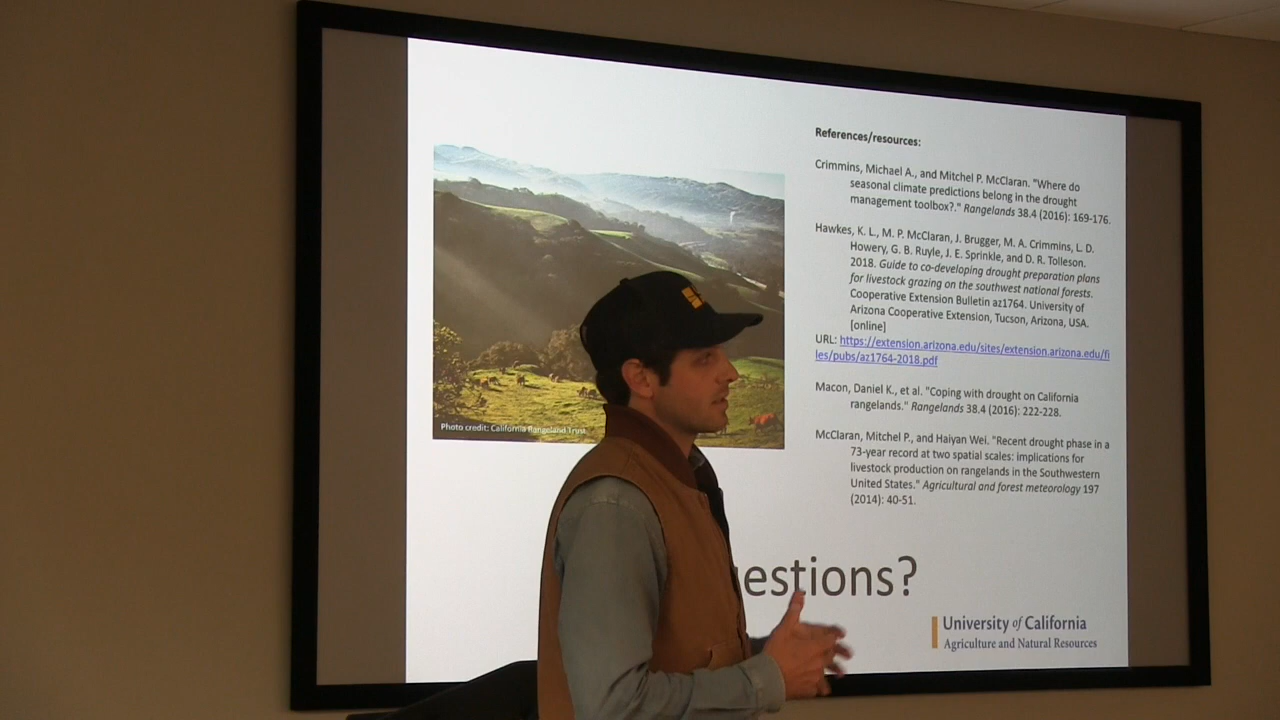 References/resources:
Crimmins, Michael A., and Mitchel P. McClaran. "Where do
seasonal climate predictions belong in the drought
management toolbox?." Rangelands 38.4 (2016): 169-176.
Hawkes, K. L., M. P. McClaran, J. Brugger, M. A. Crimmins, L. D.
Howery, G. B. Ruyle, J. E. Sprinkle, and D. R. Tolleson.
2018. Guide to co-developing drought preparation plans
for livestock grazing on the southwest national forests.
Cooperative Extension Bulletin az1764. University of
Arizona Cooperative Extension, Tucson, Arizona, USA.
[online]
URL: https://extension.arizona.edu/sites/extension.arizona.edu/fi
les/pubs/az1764-2018.pdf
Macon, Daniel K., et al. "Coping with drought on California
rangelands." Rangelands 38.4 (2016): 222-228.
McClaran, Mitchel P., and Haiyan Wei. "Recent drought phase in a
73-year record at two spatial scales: implications for
livestock production on rangelands in the Southwestern
United States." Agricultural and forest meteorology 197
(2014): 40-51.
Photo credit: California Rangeland Trust
uestions?
University of California
Agriculture and Natural Resources